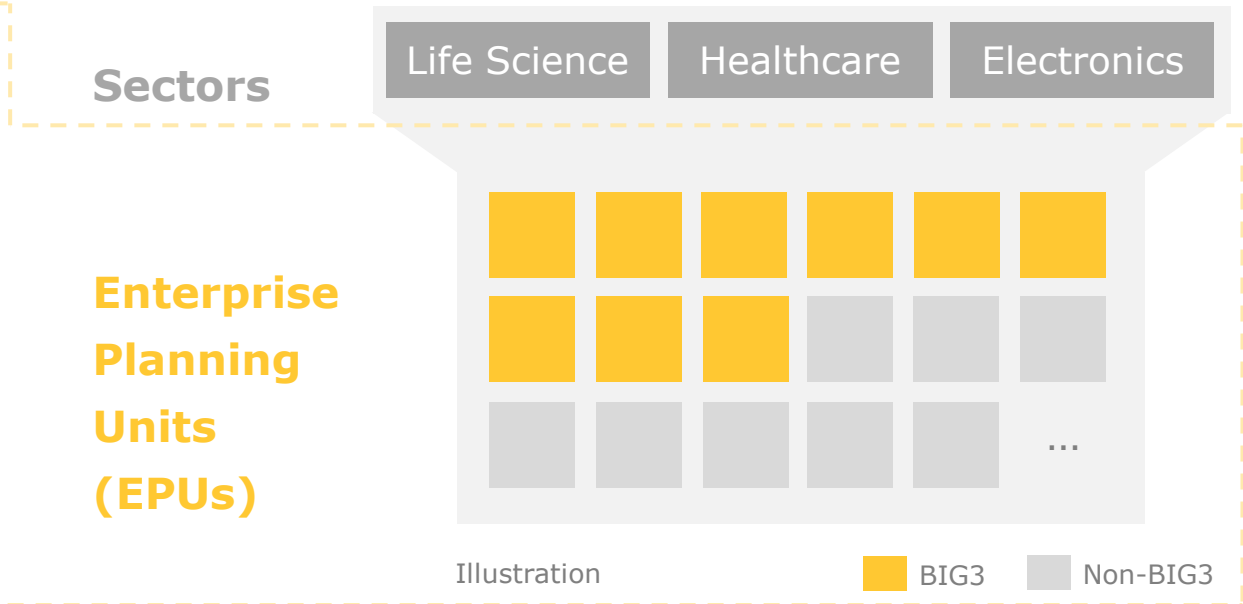 Sectors
Life Science
Healthcare
Electronics
Enterprise
Planning
Units
(EPUs)
...
Illustration
BIG3
Non-BIG3